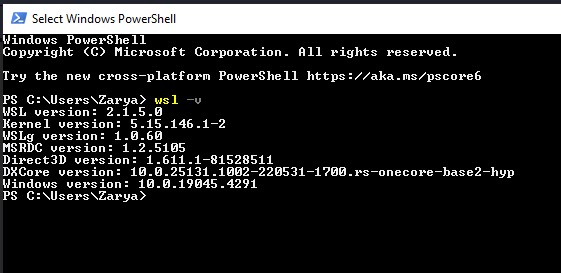 Select Windows PowerShell
Windows PowerShell
Copyright (C) Microsoft Corporation. All rights reserved.
Try the new cross-platform PowerShell https://aka.ms/pscore6
PS C:\Users\Zarya> wsl -v
WSL version: 2.1.5.0
Kernel version: 5.15.146.1-2
WSLg version: 1.0.60
MSRDC version: 1.2.5105
Direct3D version: 1.611.1-81528511
DXCore version: 10.0.25131.1002-220531-1700.rs-onecore-base2-hyp
Windows version: 10.0.19045.4291
PS C:\Users\Zarya>